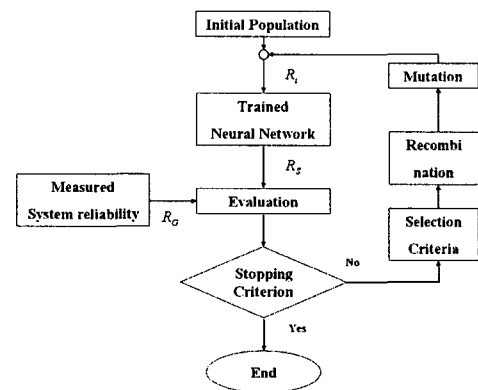 Initial Population
R_i
Mutation
Trained
Neural Network
Recombi
nation
R_S
Measured
System reliability
R_G
Evaluation
Selection
Criteria
Stopping
Criterion
No
Yes
End